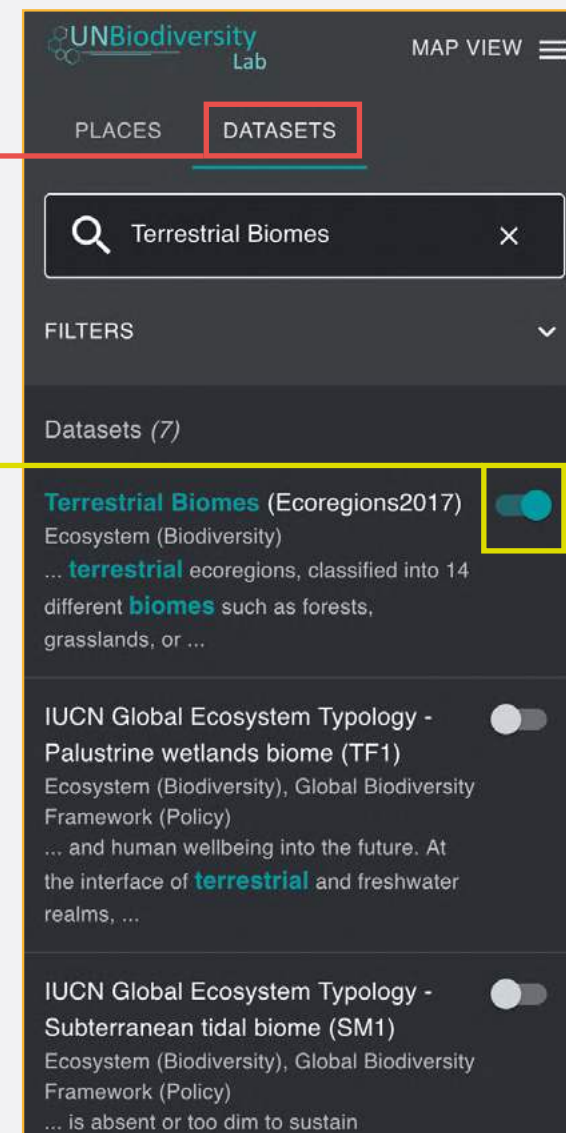 UNBiodiversity
Lab
MAP VIEW
PLACES
DATASETS
Terrestrial Biomes
FILTERS
Datasets (7)
Terrestrial Biomes (Ecoregions2017)
Ecosystem (Biodiversity)
... terrestrial ecoregions, classified into 14
different biomes such as forests,
grasslands, or ...
IUCN Global Ecosystem Typology -
Palustrine wetlands biome (TF1)
Ecosystem (Biodiversity), Global Biodiversity
Framework (Policy)
... and human wellbeing into the future. At
the interface of terrestrial and freshwater
realms, ...
IUCN Global Ecosystem Typology -
Subterranean tidal biome (SM1)
Ecosystem (Biodiversity), Global Biodiversity
Framework (Policy)
... is absent or too dim to sustain